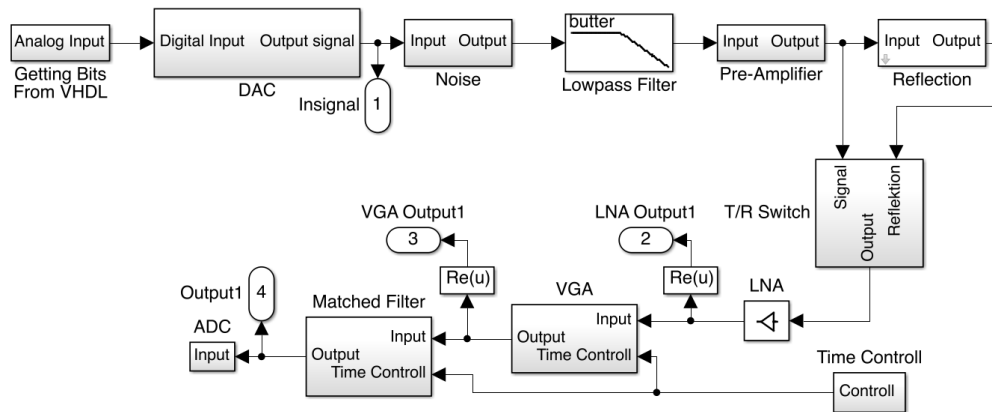 butter
Analog Input
Digital Input
Output signal
Input
Output
Input
Output
Input
Output
Getting Bits
From VHDL
DAC
Noise
Lowpass Filter
Pre-Amplifier
Reflection
Insignal
1
Signal
Reflektion
Output
T/R Switch
VGA Output1
3
LNA Output1
2
Re(u)
Re(u)
LNA
VGA
Input
Output
Time Controll
Output1
4
Matched Filter
Input
Output
Time Controll
ADC
Input
Time Controll
Controll